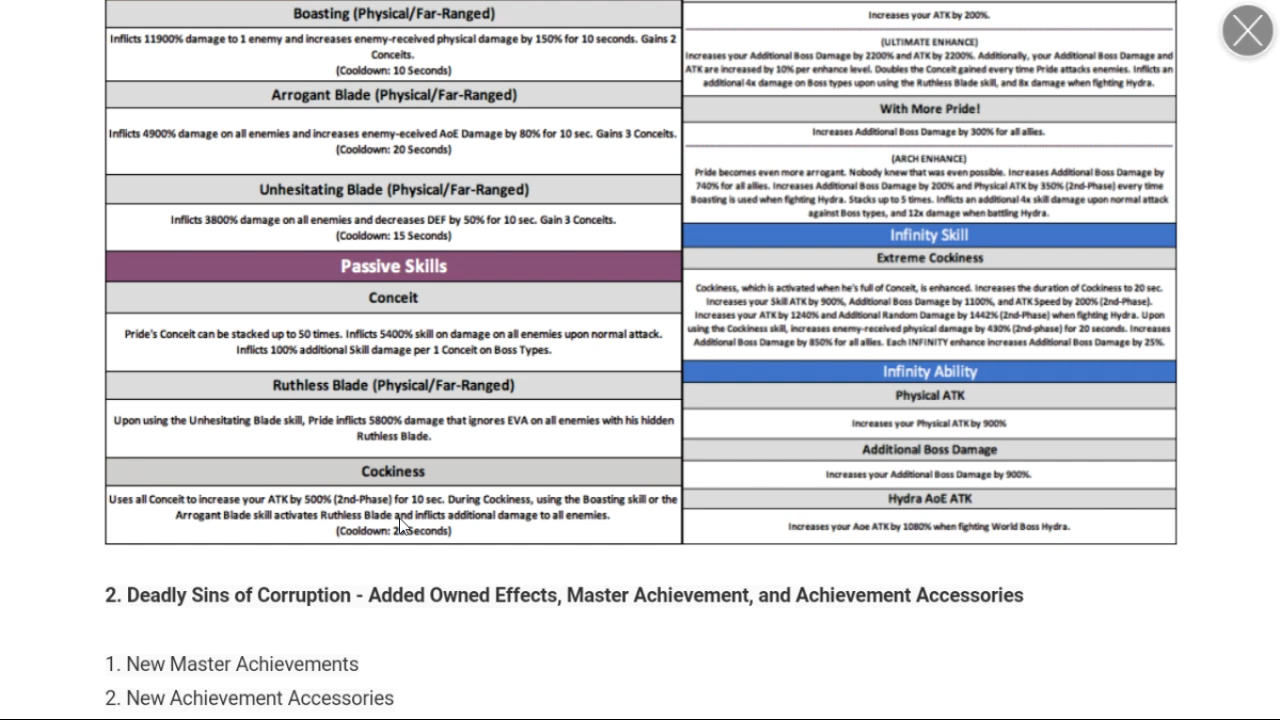 Boasting (Physical/Far-Ranged)
Inflicts 11900% damage to 1 enemy and increases enemy-received physical damage by 150% for 10 seconds. Gains 2
Conceits.
(Cooldown: 10 Seconds)
Arrogant Blade (Physical/Far-Ranged)
Inflicts 4900% damage on all enemies and increases enemy-eceived AoE Damage by 80% for 10 sec. Gains 3 Conceits.
(Cooldown: 20 Seconds)
Unhesitating Blade (Physical/Far-Ranged)
Inflicts 3800% damage on all enemies and decreases DEF by 50% for 10 sec. Gain 3 Conceits.
(Cooldown: 15 Seconds)
Passive Skills
Conceit
Pride's Conceit can be stacked up to 50 times. Inflicts 5400% skill on damage on all enemies upon normal attack.
Inflicts 100% additional Skill damage per 1 Conceit on Boss Types.
Ruthless Blade (Physical/Far-Ranged)
Upon using the Unhesitating Blade skill, Pride inflicts 5800% damage that ignores EVA on all enemies with his hidden
Ruthless Blade.
Cockiness
Uses all Conceit to increase your ATK by 500% (2nd-Phase) for 10 sec. During Cockiness, using the Boasting skill or the
Arrogant Blade skill activates Ruthless Blade and inflicts additional damage to all enemies.
(Cooldown: 2 Seconds)
Increases your ATK by 200%.
(ULTIMATE ENHANCE)
Increases your Additional Boss Damage by 2200% and ATK by 2200%. Additionally, your Additional Boss Damage and
ATK are increased by 10% per enhance level. Doubles the Conceit gained every time Pride attacks enemies. Inflicts an
additional 4x damage on Boss types upon using the Ruthless Blade skill, and 8x damage when fighting Hydra.
With More Pride!
Increases Additional Boss Damage by 300% for all allies.
(ARCH ENHANCE)
Pride becomes even more arrogant. Nobody knew that was even possible. Increases Additional Boss Damage by
740% for all allies. Increases Additional Boss Damage by 200% and Physical ATK by 350% (2nd-Phase) every time
Boasting is used when fighting Hydra. Stacks up to 5 times. Inflicts an additional 4x skill damage upon normal attack
against Boss types, and 12x damage when battling Hydra.
Infinity Skill
Extreme Cockiness
Cockiness, which is activated when he's full of Conceit, is enhanced. Increases the duration of Cockiness to 20 sec.
Increases your Skill ATK by 900%, Additional Boss Damage by 1100%, and ATK Speed by 200% (2nd-Phase).
Increases your ATK by 1240% and Additional Random Damage by 1442% (2nd-Phase) when fighting Hydra. Upon
using the Cockiness skill, increases enemy-received physical damage by 430% (2nd-phase) for 20 seconds. Increases
Additional Boss Damage by 850% for all allies. Each INFINITY enhance increases Additional Boss Damage by 25%.
Infinity Ability
Physical ATK
Increases your Physical ATK by 900%
Additional Boss Damage
Increases your Additional Boss Damage by 900%.
Hydra AoE ATK
Increases your Aoe ATK by 1080% when fighting World Boss Hydra.
2. Deadly Sins of Corruption - Added Owned Effects, Master Achievement, and Achievement Accessories
1. New Master Achievements
2. New Achievement Accessories